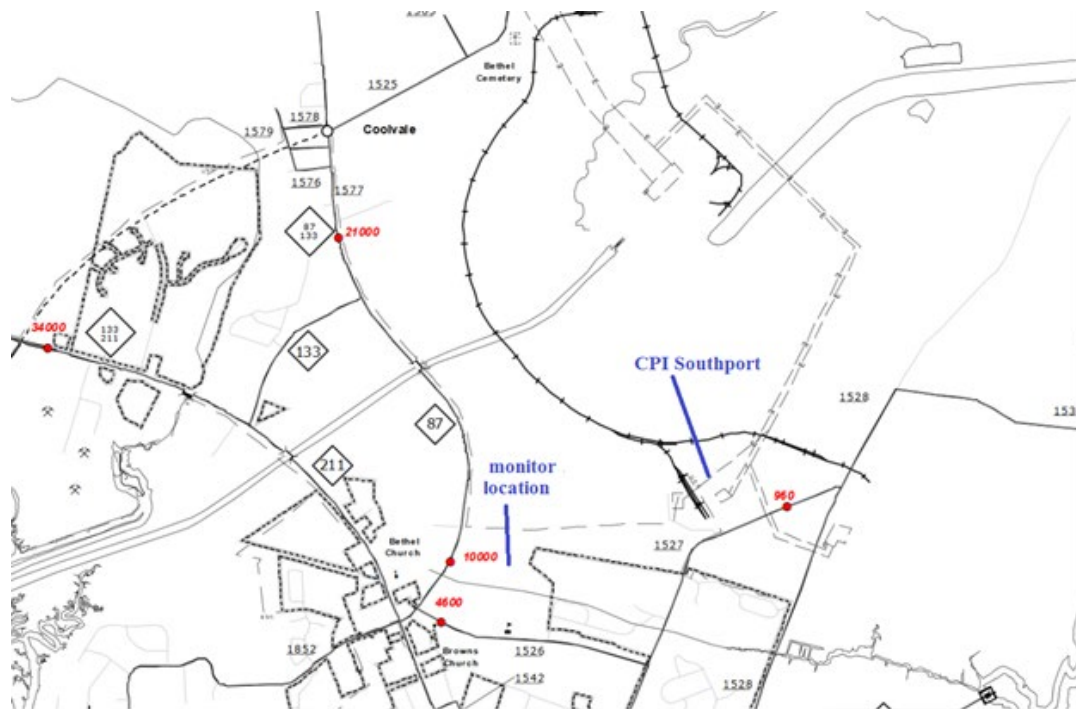 Bethel
Cemetery
1525
1578
1579
Coolvale
1576
1577
87
133
21000
34000
133
211
133
CPI Southport
1528
87
211
monitor
location
960
Bethel
Church
10000
1527
4600
1852
1526
Browns
Church
1542
1528